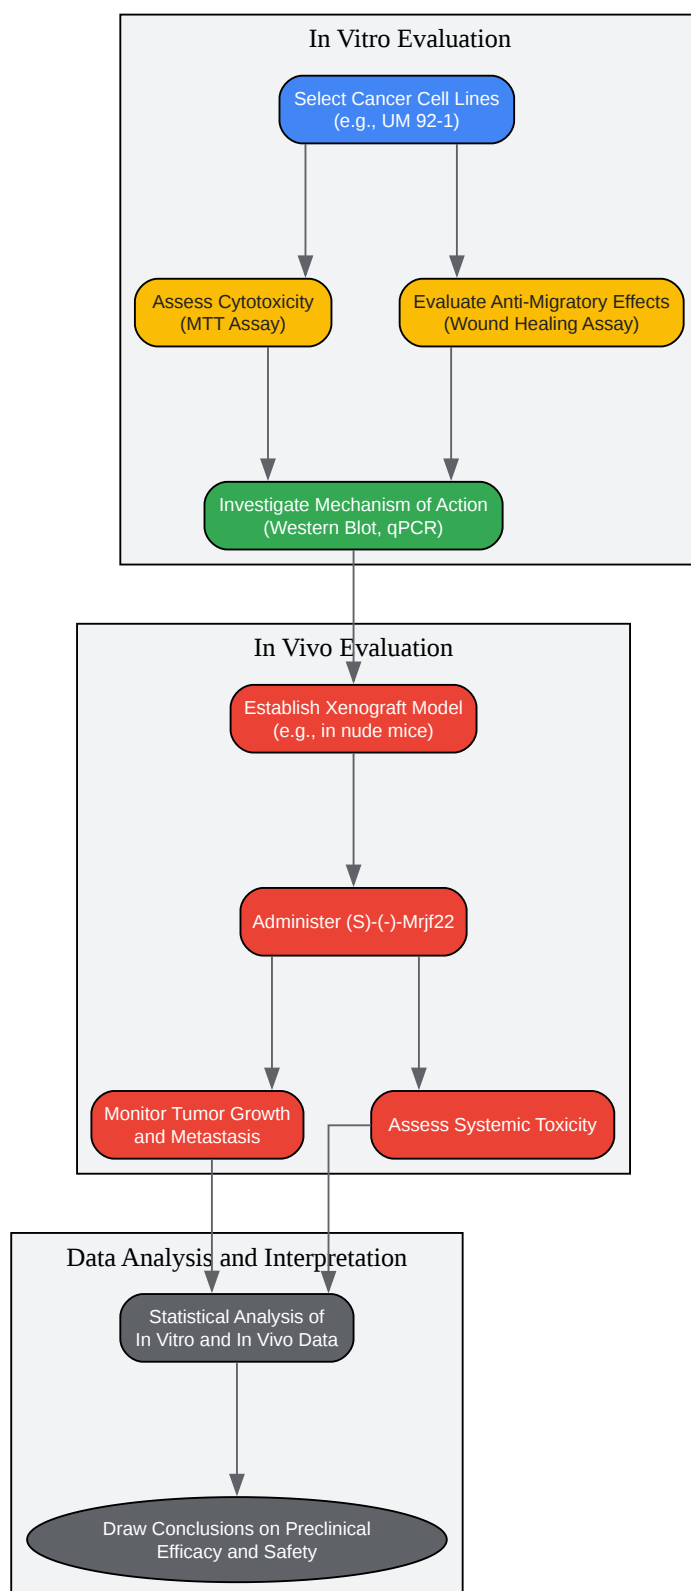 In Vitro Evaluation
Select Cancer Cell Lines
(e.g., UM 92-1)
Assess Cytotoxicity
(MTT Assay)
Evaluate Anti-Migratory Effects
(Wound Healing Assay)
Investigate Mechanism of Action
(Western Blot, qPCR)
In Vivo Evaluation
Establish Xenograft Model
(e.g., in nude mice)
Administer (S)-(-)-Mrjf22
Monitor Tumor Growth
and Metastasis
Assess Systemic Toxicity
Data Analysis and Interpretation
Statistical Analysis of
In Vitro and In Vivo Data
Draw Conclusions on Preclinical
Efficacy and Safety